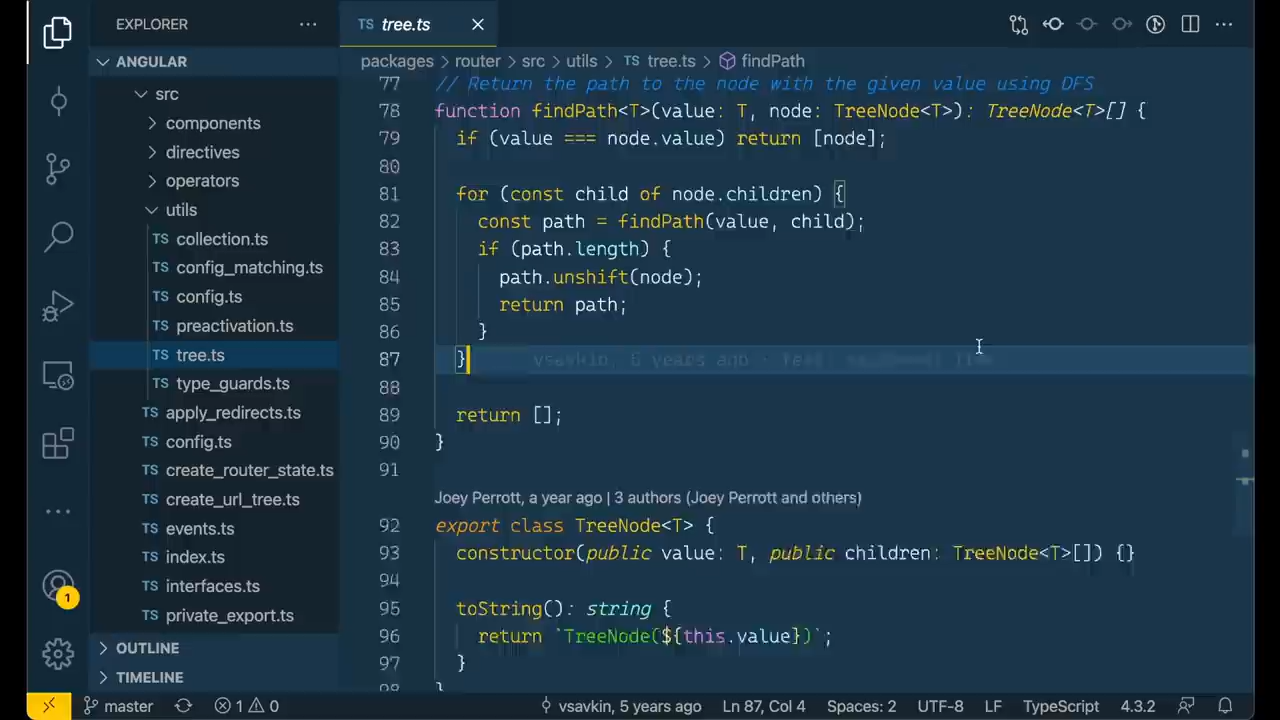 EXPLORER
ANGULAR
src
components
directives
operators
utils
TS collection.ts
TS config_matching.ts
TS config.ts
TS preactivation.ts
TS tree.ts
TS type_guards.ts
TS apply_redirects.ts
TS config.ts
TS create_router_state.ts
TS create_url_tree.ts
TS events.ts
TS index.ts
TS interfaces.ts
TS private_export.ts
OUTLINE
TIMELINE
1
TS tree.ts
packages > router > src > utils > TS tree.ts > findPath
77 // Return the path to the node with the given value using DFS
78 function findPath<T>(value: T, node: TreeNode<T>): TreeNode<T>[] {
79 if (value === node.value) return [node];
80
81 for (const child of node.children) {
82 const path = findPath(value, child);
83 if (path.length) {
84 path.unshift(node);
85 return path;
86 }
87 } vsavkin, 5 years ago
88
89 return [];
90 }
91
Joey Perrott, a year ago | 3 authors (Joey Perrott and others)
92 export class TreeNode<T> {
93 constructor(public value: T, public children: TreeNode<T>[]) {}
94
95 toString(): string {
96 return `TreeNode(${this.value})`;
97 }
98 }
master 1 0 vsavkin, 5 years ago Ln 87, Col 4 Spaces: 2 UTF-8 LF TypeScript 4.3.2